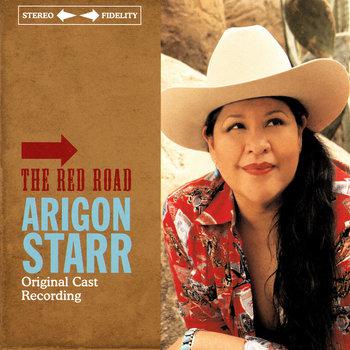 STEREO FIDELITY
THE RED ROAD
ARIGON
STARR
Original Cast
Recording